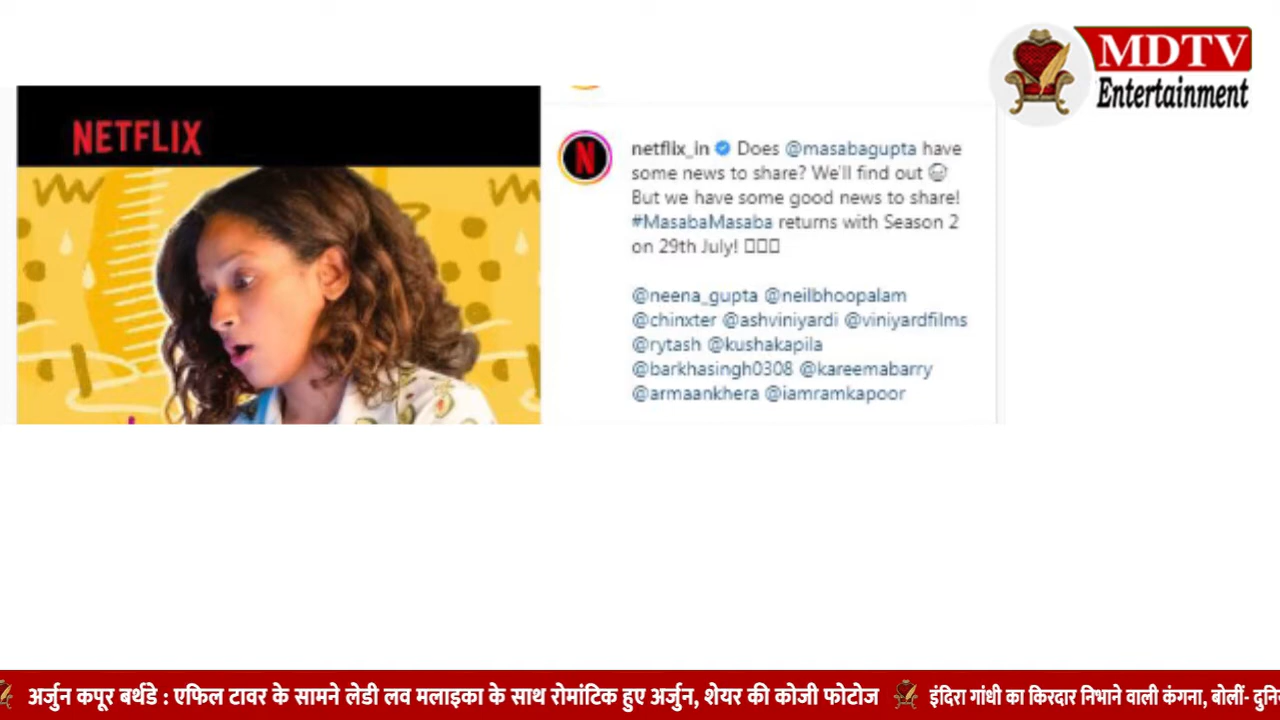 MDTV
Entertainment
NETFLIX
netflix_in Does @masabagupta have
some news to share? We'll find out
But we have some good news to share!
#MasabaMasaba returns with Season 2
on 29th July!
@neena_gupta @neilbhoopalam
@chinxter @ashviniyardi @viniyardfilms
@rytash @kushakapila
@barkhasingh0308 @kareemabarry
@armaankhera @iamramkapoor
अर्जुन कपूर बर्थडे : एफिल टावर के सामने लेडी लव मलाइका के साथ रोमांटिक हुए अर्जुन, शेयर की कोजी फोटोज इंदिरा गांधी का किरदार निभाने वाली कंगना, बोलीं-